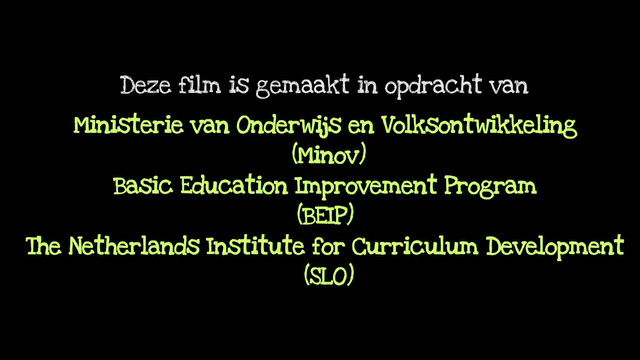 Deze film is gemaakt in opdracht van
Ministerie van Onderwijs en Volksontwikkeling
(Minov)
Basic Education Improvement Program
(BEIP)
The Netherlands Institute for Curriculum Development
(SLO)